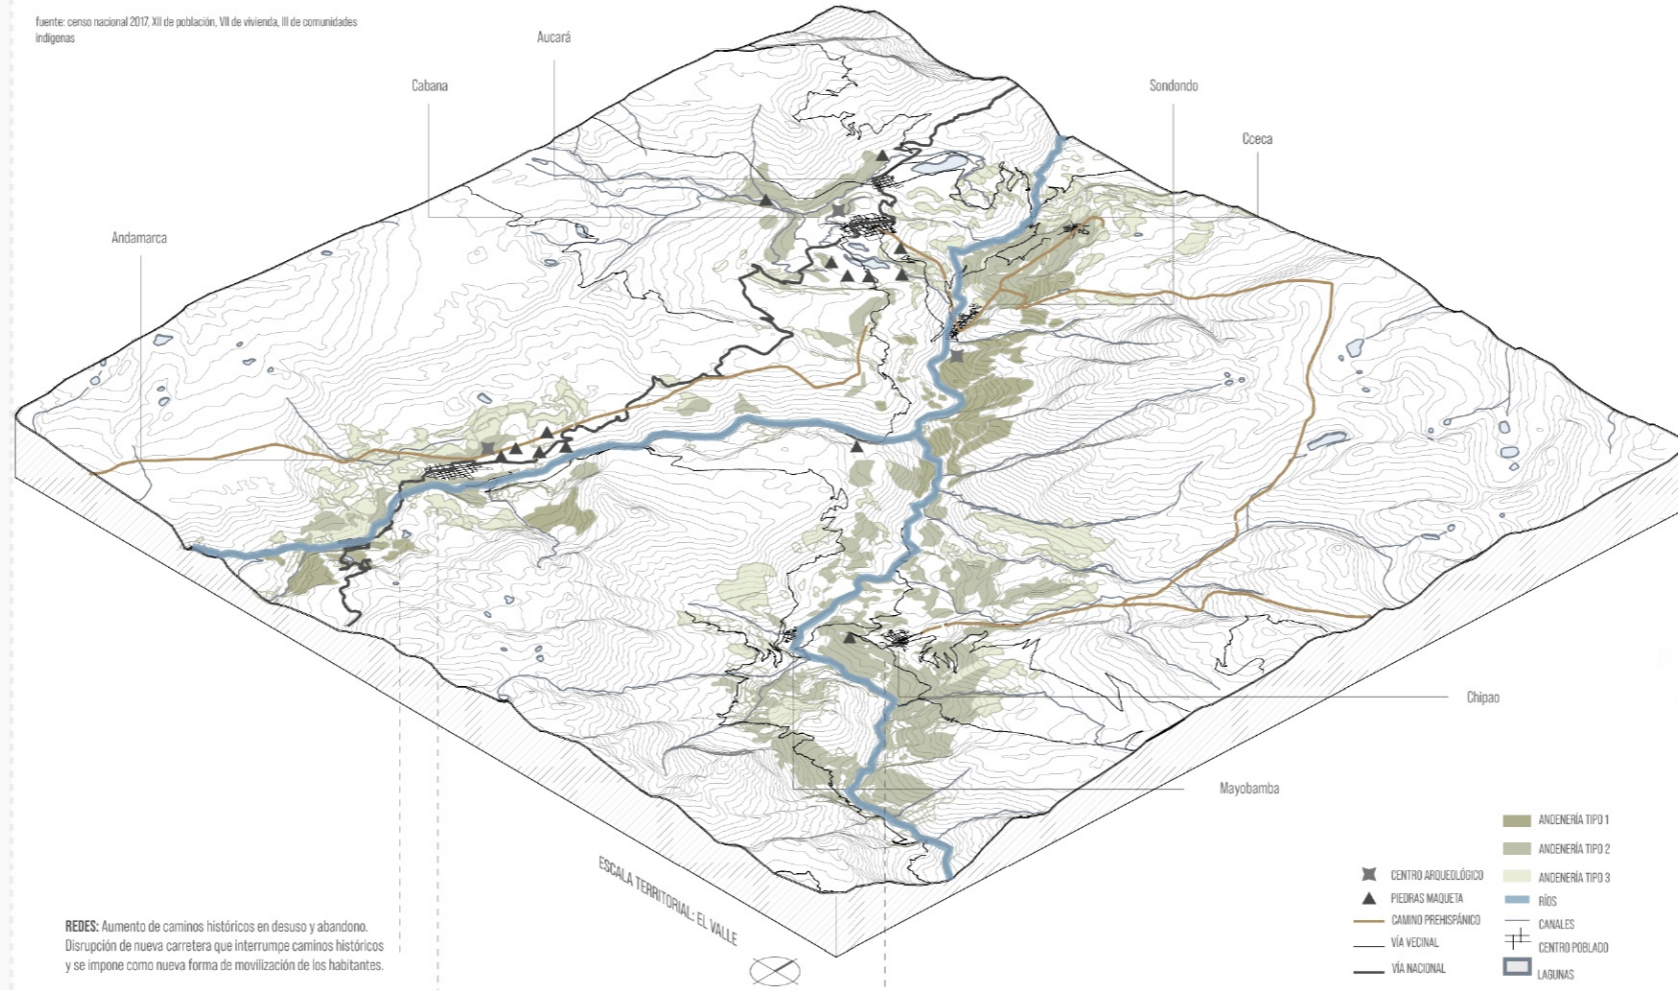 fuente: censo nacional 2017, XII de población, VII de vivienda, III de comunidades
indígenas
Aucará
Cabana
Sondondo
Cceca
Andamarca
Chipao
Mayobamba
ESCALA TERRITORIAL: EL VALLE
REDES: Aumento de caminos históricos en desuso y abandono.
Disrupción de nueva carretera que interrumpe caminos históricos
y se impone como nueva forma de movilización de los habitantes.
CENTRO ARQUEOLÓGICO
PIEDRAS MAQUETA
CAMINO PREHISPÁNICO
VÍA VECINAL
VÍA NACIONAL
ANDENERÍA TIPO 1
ANDENERÍA TIPO 2
ANDENERÍA TIPO 3
RÍOS
CANALES
CENTRO POBLADO
LAGUNAS